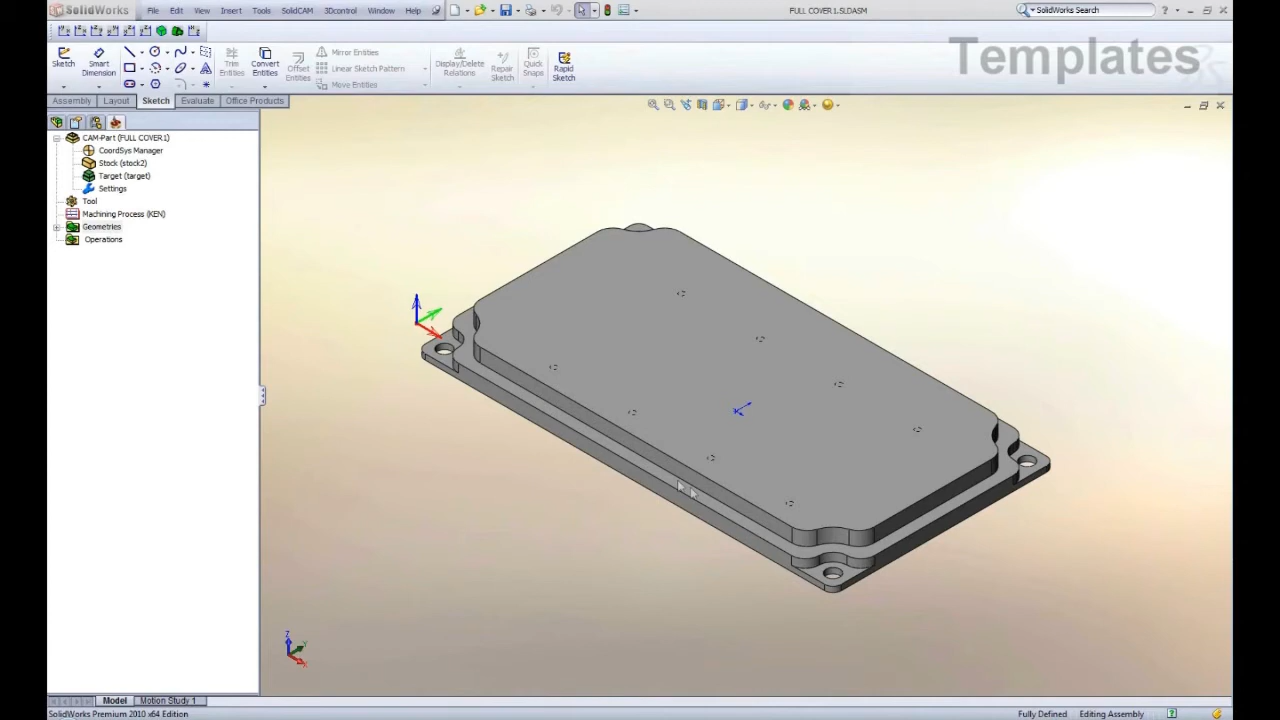 SolidWorks File Edit View Insert Tools SolidCAM 3Dcontrol Window Help FULL COVER 1.SLDASM SolidWorks Search
Templates
Sketch Smart Dimension Trim Entities Convert Entities Offset Entities Mirror Entities Linear Sketch Pattern Move Entities Display/Delete Relations Repair Sketch Quick Snaps Rapid Sketch
Assembly Layout Sketch Evaluate Office Products
CAM-Part (FULL COVER1)
CoordSys Manager
Stock (stock2)
Target (target)
Settings
Tool
Machining Process (KEN)
Geometries
Operations
Z
Y
X
Model Motion Study 1
SolidWorks Premium 2010 x64 Edition Fully Defined Editing Assembly